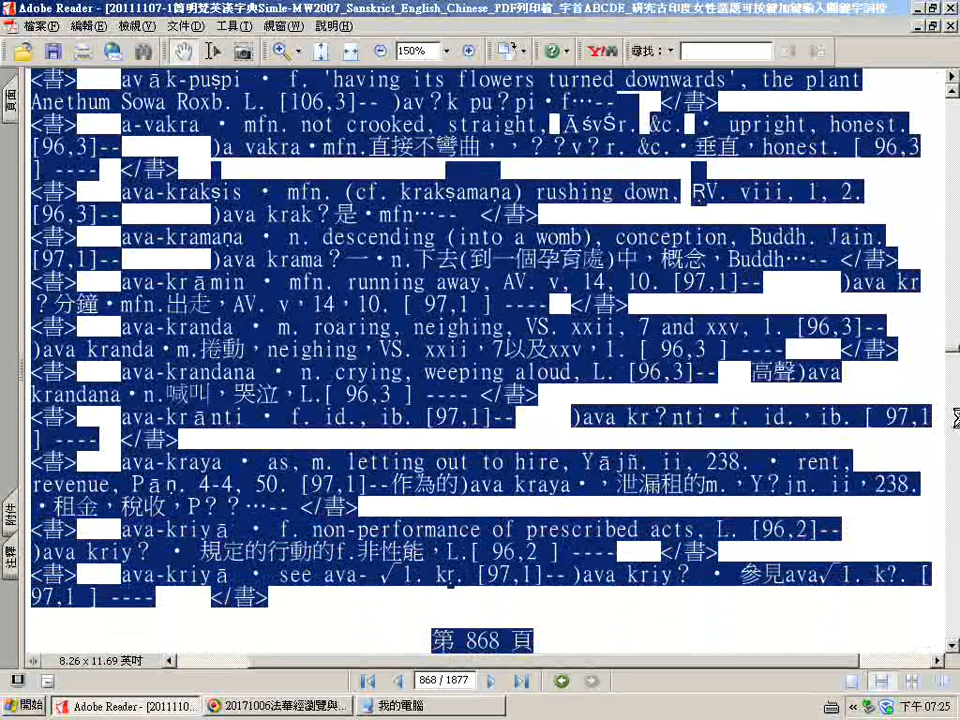 Adobe Reader - [20111107-1簡明梵英漢字典Simle-MW2007_Sanskrict_English_Chinese_PDF列印檔_字首ABCDE_研究古印度女性議題可按鍵加鍵輸入關鍵字詞搜
檔案(F) 編輯(E) 檢視(V) 文件(D) 工具(T) 視窗(W) 說明(H)
150% Y!力 尋找：
頁面
<書> avāk-puṣpi • f. 'having its flowers turned downwards', the plant
Anethum Sowa Roxb. L. [106,3]-- )av?k pu?pi•f…-- </書>
<書> a-vakra • mfn. not crooked, straight, ĀśvŚr. &c. • upright, honest.
[96,3]-- )a vakra•mfn.直接不彎曲，，??v?r. &c.•垂直，honest. [ 96,3
] ---- </書>
<書> ava-krakṣis • mfn. (cf. krakṣamaṇa) rushing down, ṚV. viii, 1, 2.
[96,3]-- )ava krak?是•mfn…-- </書>
<書> ava-kramaṇa • n. descending (into a womb), conception, Buddh. Jain.
[97,1]-- )ava krama?一•n.下去(到一個孕育處)中，概念，Buddh…-- </書>
<書> ava-krāmin • mfn. running away, AV. v, 14, 10. [97,1]-- )ava kr
?分鐘•mfn.出走，AV. v，14，10. [ 97,1 ] ---- </書>
<書> ava-kranda • m. roaring, neighing, VS. xxii, 7 and xxv, 1. [96,3]--
)ava kranda•m.捲動，neighing，VS. xxii，7以及xxv，1. [ 96,3 ] ---- </書>
<書> ava-krandana • n. crying, weeping aloud, L. [96,3]-- 高聲)ava
krandana•n.喊叫，哭泣，L.[ 96,3 ] ---- </書>
<書> ava-krānti • f. id., ib. [97,1]-- )ava kr?nti•f. id.，ib. [ 97,1
] ---- </書>
<書> ava-kraya • as, m. letting out to hire, Yājñ. ii, 238. • rent,
revenue, Pāṇ. 4-4, 50. [97,1]--作為的)ava kraya•，泄漏租的m.，Y?jn. ii，238.
•租金，稅收，P??…-- </書>
<書> ava-kriyā • f. non-performance of prescribed acts, L. [96,2]--
)ava kriy? • 規定的行動的f.非性能，L.[ 96,2 ] ---- </書>
<書> ava-kriyā • see ava- √1. kṛ. [97,1]-- )ava kriy? • 參見ava√1. k?. [
97,1 ] ---- </書>
第 868 頁
附件
注釋
8.26 x 11.69 英吋
868 / 1877
開始 Adobe Reader - [2011110... 20171006法華經瀏覽與... 我的電腦 下午 07:25